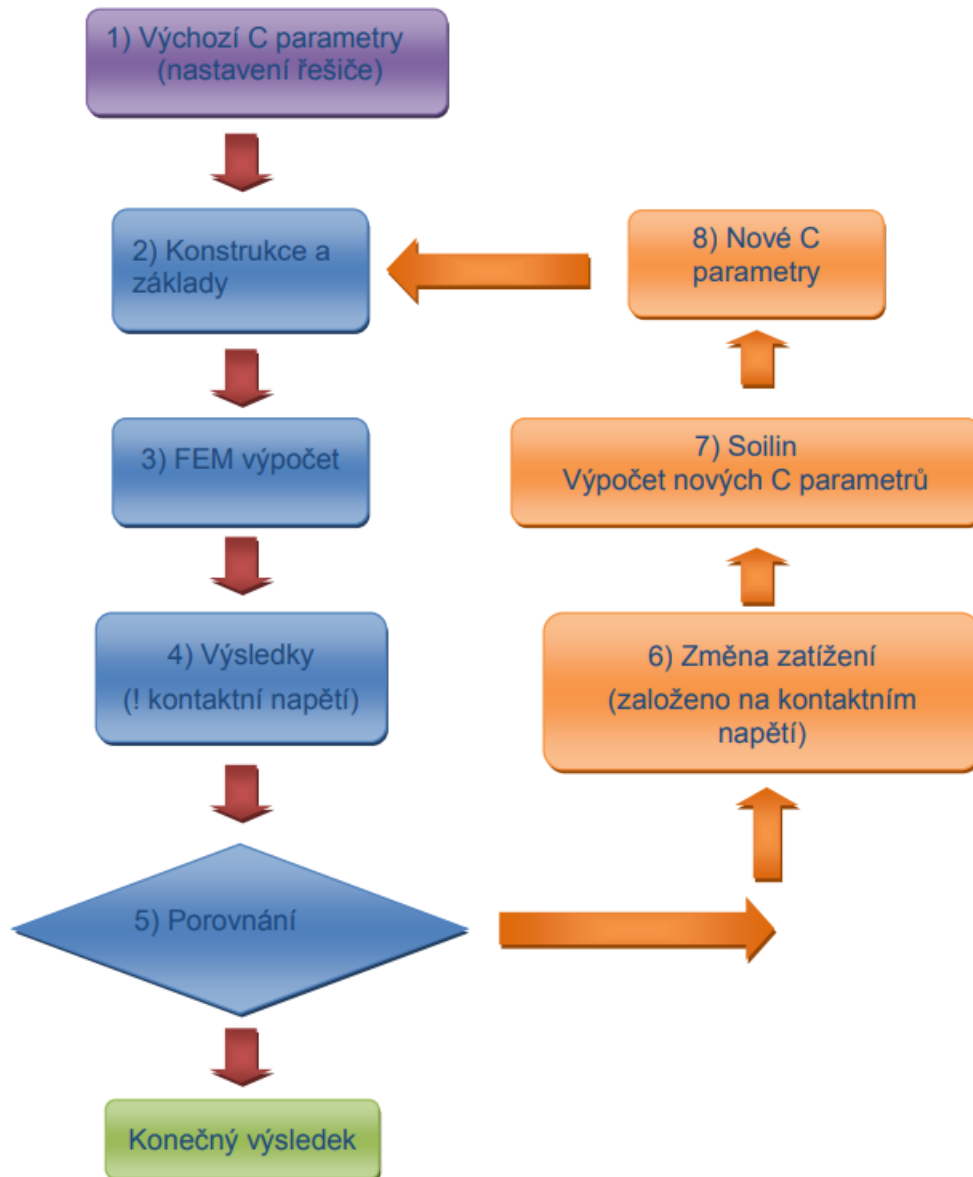 1) Výchozí C parametry
(nastavení řešiče)
2) Konstrukce a
základy
3) FEM výpočet
4) Výsledky
(! kontaktní napětí)
5) Porovnání
6) Změna zatížení
(založeno na kontaktním
napětí)
7) Soilin
Výpočet nových C parametrů
8) Nové C
parametry
Konečný výsledek